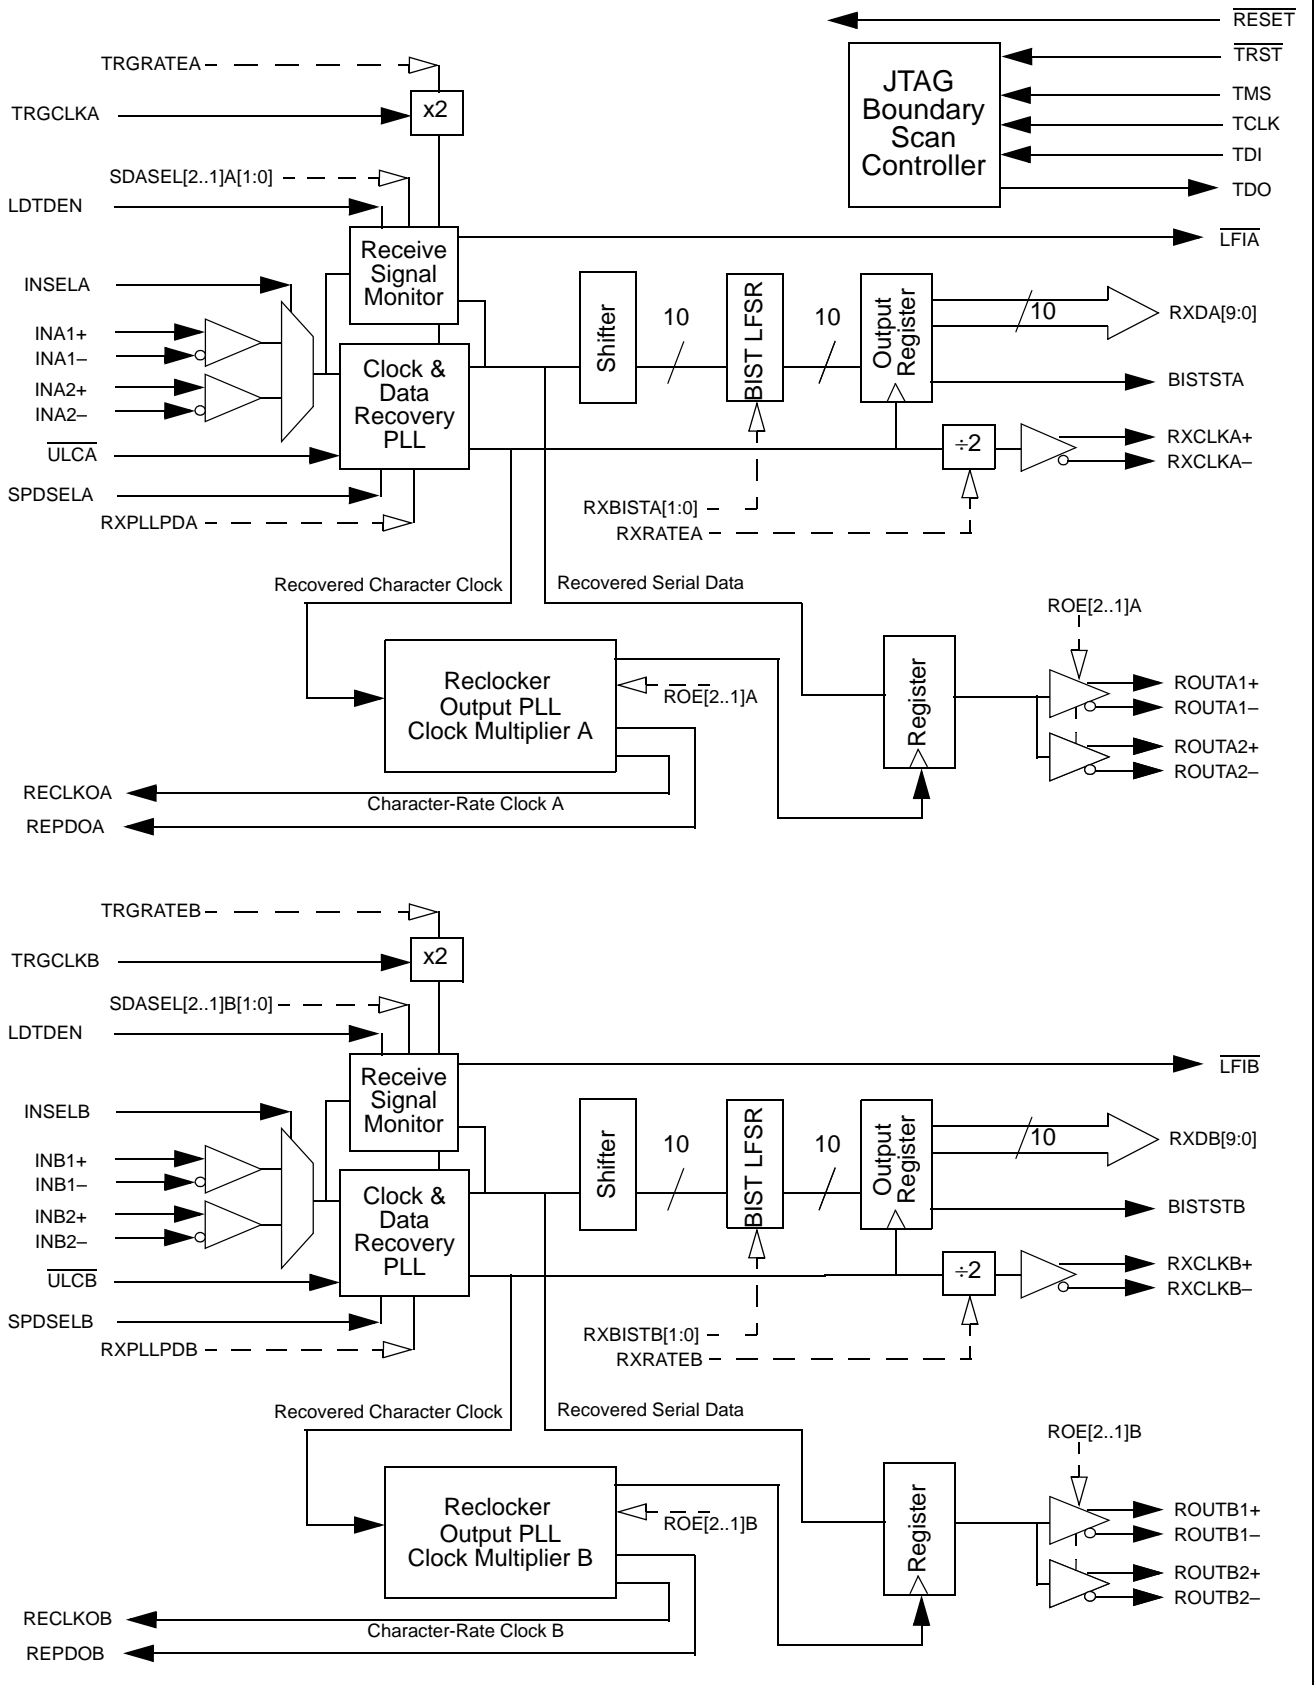 RESET
TRGRATEA
TRST
JTAG
Boundary
Scan
Controller
TMS
x2
TRGCLKA
TCLK
TDI
SDASEL[2..1]A[1:0]
TDO
LDTDEN
LFIA
Receive
Signal
Monitor
INSELA
Shifter
10
BIST LFSR
10
Output
Register
10
RXDA[9:0]
INA1+
INA1–
INA2+
INA2–
Clock &
Data
Recovery
PLL
BISTSTA
ULCA
÷2
RXCLKA+
RXCLKA–
SPDSELA
RXPLLPDA
RXBISTA[1:0]
RXRATEA
Recovered Character Clock
Recovered Serial Data
ROE[2..1]A
Reclocker
Output PLL
Clock Multiplier A
ROE[2..1]A
Register
ROUTA1+
ROUTA1–
ROUTA2+
ROUTA2–
RECLKOA
Character-Rate Clock A
REPDOA
TRGRATEB
x2
TRGCLKB
SDASEL[2..1]B[1:0]
LDTDEN
LFIB
Receive
Signal
Monitor
INSELB
Shifter
10
BIST LFSR
10
Output
Register
10
RXDB[9:0]
INB1+
INB1–
INB2+
INB2–
Clock &
Data
Recovery
PLL
BISTSTB
ULCB
÷2
RXCLKB+
RXCLKB–
SPDSELB
RXPLLPDB
RXBISTB[1:0]
RXRATEB
Recovered Character Clock
Recovered Serial Data
ROE[2..1]B
Reclocker
Output PLL
Clock Multiplier B
ROE[2..1]B
Register
ROUTB1+
ROUTB1–
ROUTB2+
ROUTB2–
RECLKOB
Character-Rate Clock B
REPDOB